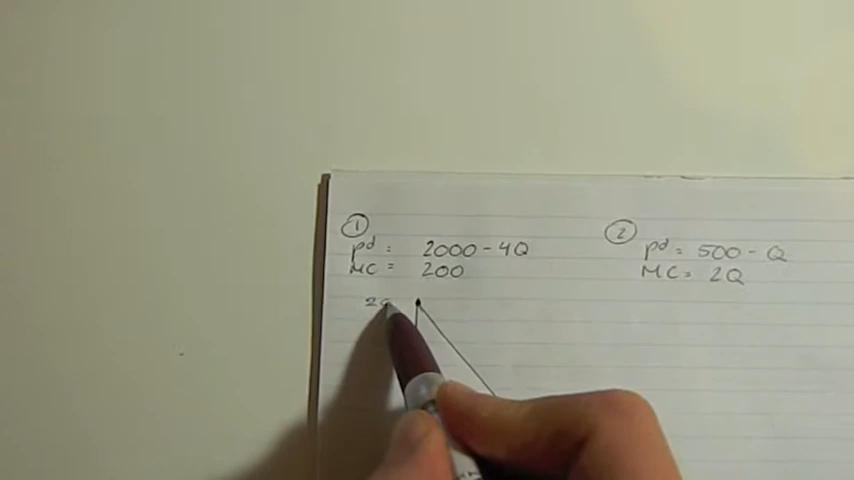 ①
pd = 2000 - 4Q
MC = 200
②
pd = 500 - Q
MC = 2Q